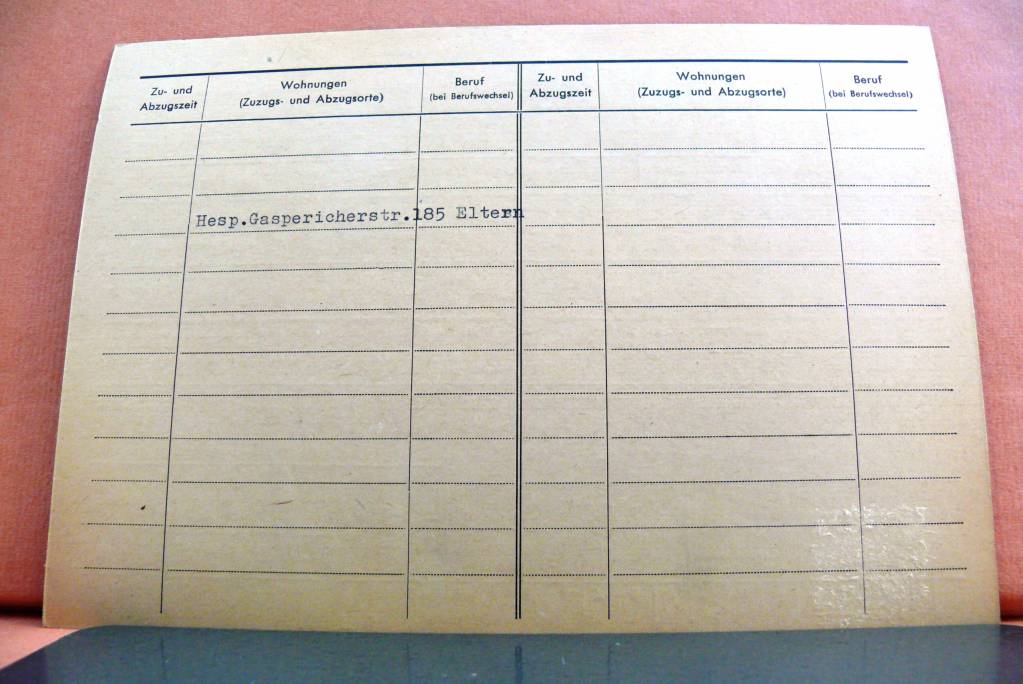 Zu- und Abzugszeit
Wohnungen
(Zuzugs- und Abzugsorte)
Beruf
(bei Berufswechsel)
Zu- und Abzugszeit
Wohnungen
(Zuzugs- und Abzugsorte)
Beruf
(bei Berufswechsel)
Hesp.Gaspericherstr.185 Eltern